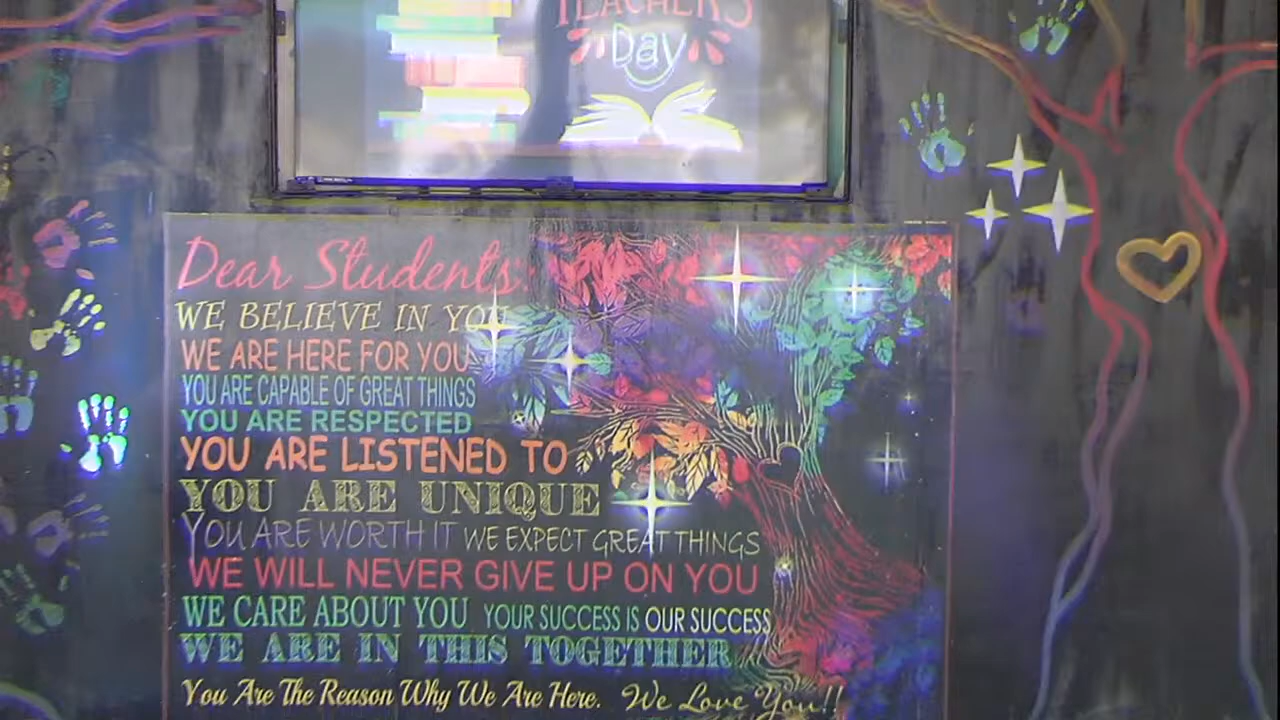 TEACHER'S
Day
Dear Students:
WE BELIEVE IN YOU
WE ARE HERE FOR YOU
YOU ARE CAPABLE OF GREAT THINGS
YOU ARE RESPECTED
YOU ARE LISTENED TO
YOU ARE UNIQUE
YOU ARE WORTH IT WE EXPECT GREAT THINGS
WE WILL NEVER GIVE UP ON YOU
WE CARE ABOUT YOU YOUR SUCCESS IS OUR SUCCESS
WE ARE IN THIS TOGETHER
You Are The Reason Why We Are Here. We Love You!!